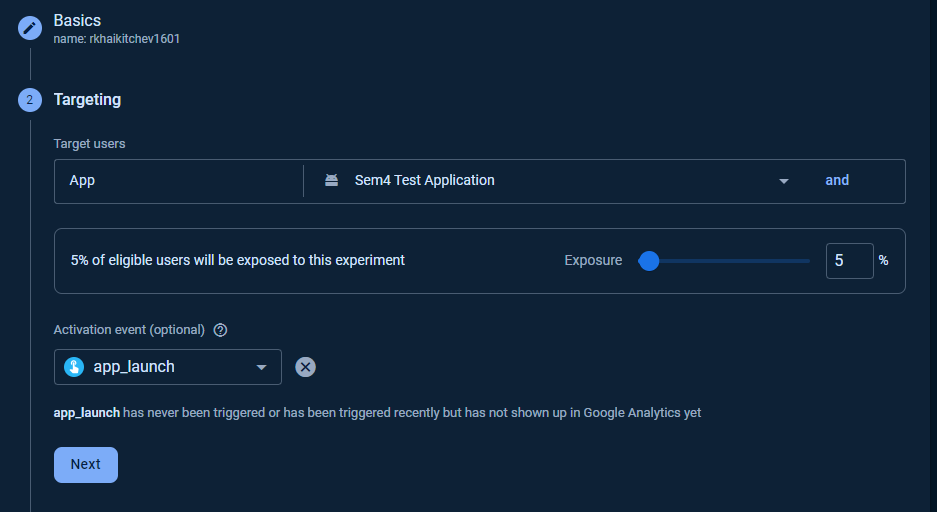 Basics
name: rkhaikitchev1601
2 Targeting
Target users
App Sem4 Test Application and
5% of eligible users will be exposed to this experiment Exposure 5 %
Activation event (optional) ?
app_launch
app_launch has never been triggered or has been triggered recently but has not shown up in Google Analytics yet
Next